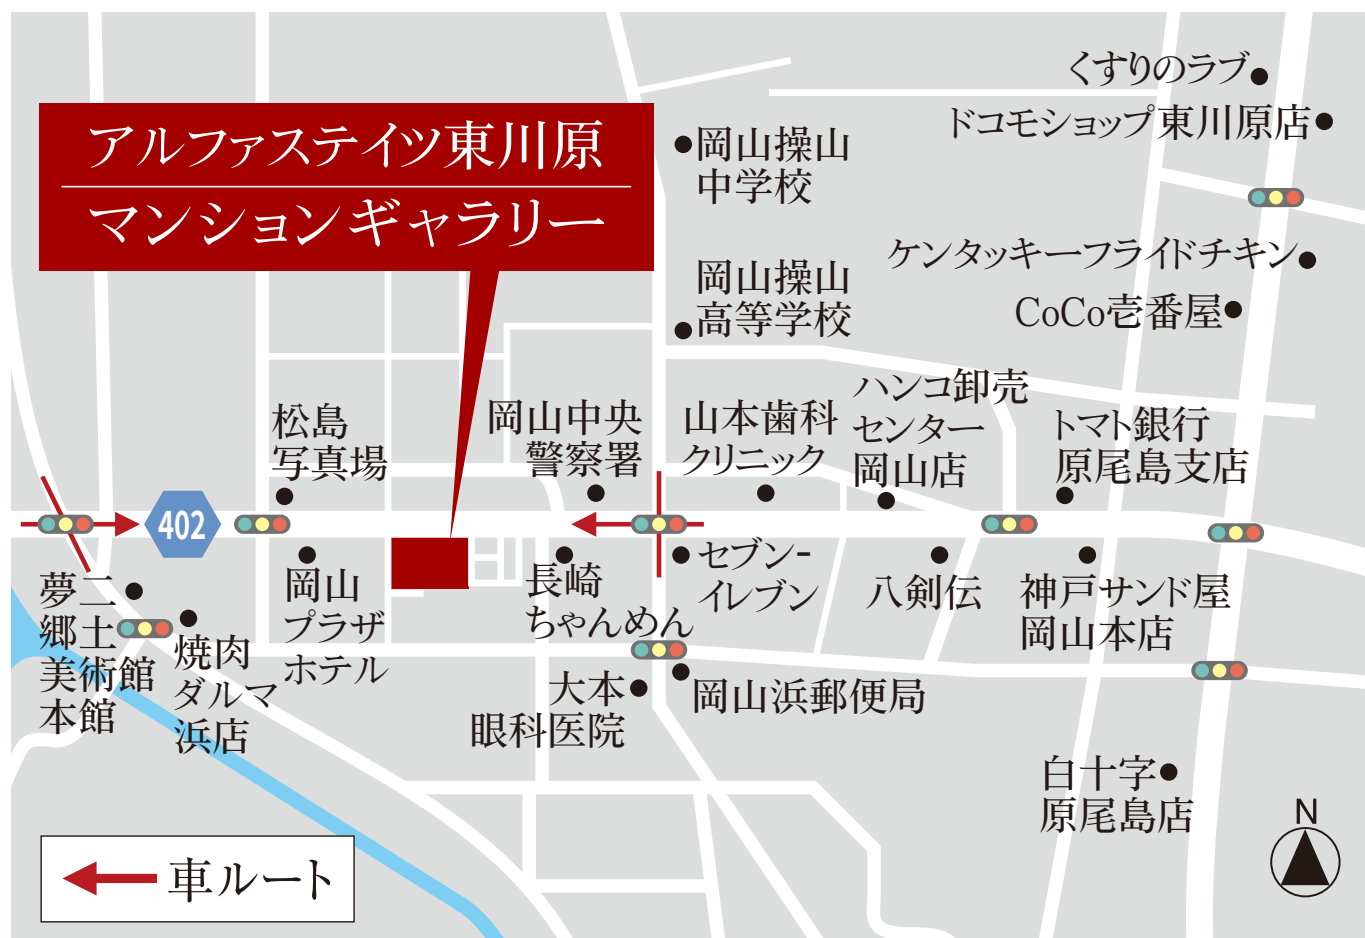 くすりのラブ
ドコモショップ東川原店
アルファステイツ東川原
マンションギャラリー
岡山操山
中学校
ケンタッキーフライドチキン
岡山操山
高等学校
CoCo壱番屋
松島
写真場
岡山中央
警察署
山本歯科
クリニック
ハンコ卸売
センター
岡山店
トマト銀行
原尾島支店
402
夢二
郷土
美術館
本館
焼肉
ダルマ
浜店
岡山
プラザ
ホテル
長崎
ちゃんめん
セブン-
イレブン
八剣伝
神戸サンド屋
岡山本店
大本
眼科医院
岡山浜郵便局
白十字
原尾島店
N
車ルート